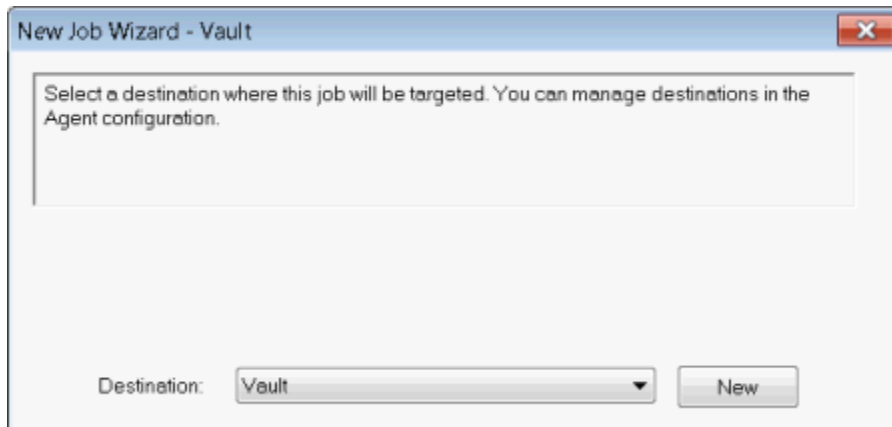 New Job Wizard - Vault
Select a destination where this job will be targeted. You can manage destinations in the
Agent configuration.
Destination: Vault New